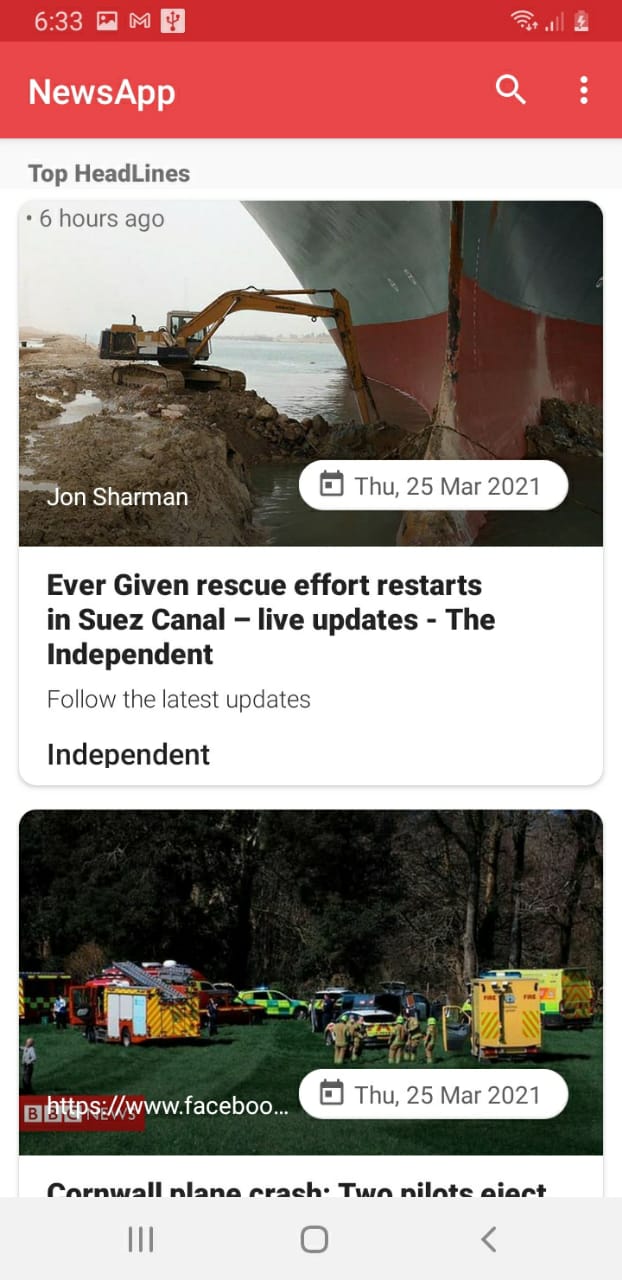 6:33
NewsApp
Top HeadLines
• 6 hours ago
Jon Sharman
Thu, 25 Mar 2021
Ever Given rescue effort restarts
in Suez Canal – live updates - The
Independent
Follow the latest updates
Independent
FIRE
FIRE
https://www.faceboo...
BBC NEWS
Thu, 25 Mar 2021
Cornwall plane crash: Two pilots eject